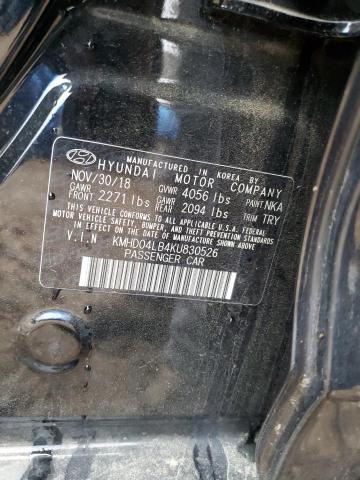 MANUFACTURED IN KOREA BY
HYUNDAI MOTOR COMPANY
NOV/30/18 GVWR 4056 lbs PAINT NKA
GAWR FRONT 2271 lbs GAWR REAR 2094 lbs TRIM TRY
THIS VEHICLE CONFORMS TO ALL APPLICABLE U.S.A FEDERAL
MOTOR VEHICLE SAFETY, BUMPER, AND THEFT PREVENTION STANDARDS
IN EFFECT ON THE DATE OF MANUFACTURE SHOWN ABOVE.
V.I.N KMHD04LB4KU830526
PASSENGER CAR